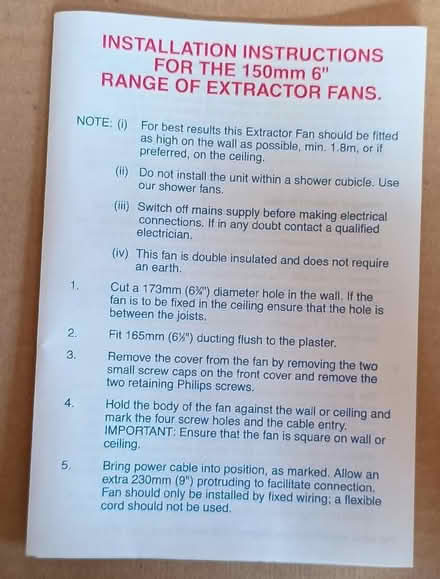 INSTALLATION INSTRUCTIONS
FOR THE 150mm 6"
RANGE OF EXTRACTOR FANS.
NOTE: (i) For best results this Extractor Fan should be fitted
as high on the wall as possible, min. 1.8m, or if
preferred, on the ceiling.
(ii) Do not install the unit within a shower cubicle. Use
our shower fans.
(iii) Switch off mains supply before making electrical
connections. If in any doubt contact a qualified
electrician.
(iv) This fan is double insulated and does not require
an earth.
1. Cut a 173mm (6¾") diameter hole in the wall. If the
fan is to be fixed in the ceiling ensure that the hole is
between the joists.
2. Fit 165mm (6½") ducting flush to the plaster.
3. Remove the cover from the fan by removing the two
small screw caps on the front cover and remove the
two retaining Philips screws.
4. Hold the body of the fan against the wall or ceiling and
mark the four screw holes and the cable entry.
IMPORTANT: Ensure that the fan is square on wall or
ceiling.
5. Bring power cable into position, as marked. Allow an
extra 230mm (9") protruding to facilitate connection.
Fan should only be installed by fixed wiring; a flexible
cord should not be used.